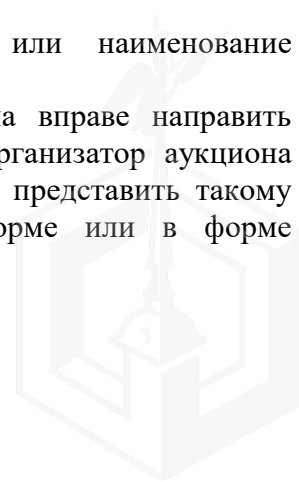 или наименование
а вправе направить
рганизатор аукциона
представить такому
орме или в форме